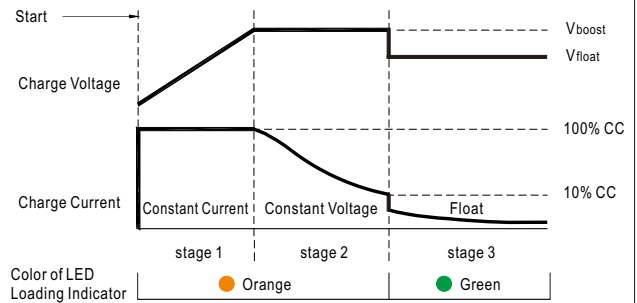 Start
Vboost
Vfloat
Charge Voltage
100% CC
10% CC
Charge Current
Constant Current
Constant Voltage
Float
stage 1
stage 2
stage 3
Color of LED
Loading Indicator
Orange
Green